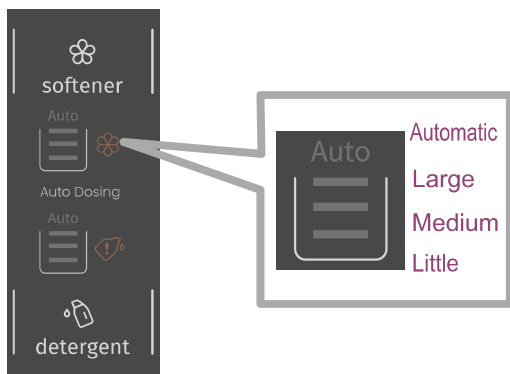 softener
Auto
Auto Dosing
Auto
detergent
Auto
Automatic
Large
Medium
Little